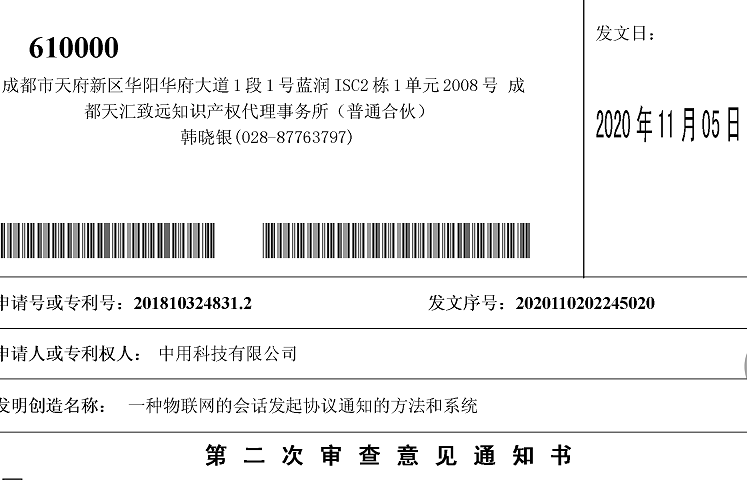 610000
发文日：
成都市天府新区华阳华府大道1段1号蓝润ISC2栋1单元2008号 成
都天汇致远知识产权代理事务所（普通合伙）
韩晓银(028-87763797)
2020年11月05日
申请号或专利号：201810324831.2 发文序号：2020110202245020
申请人或专利权人： 中用科技有限公司
发明创造名称： 一种物联网的会话发起协议通知的方法和系统
第二次审查意见通知书